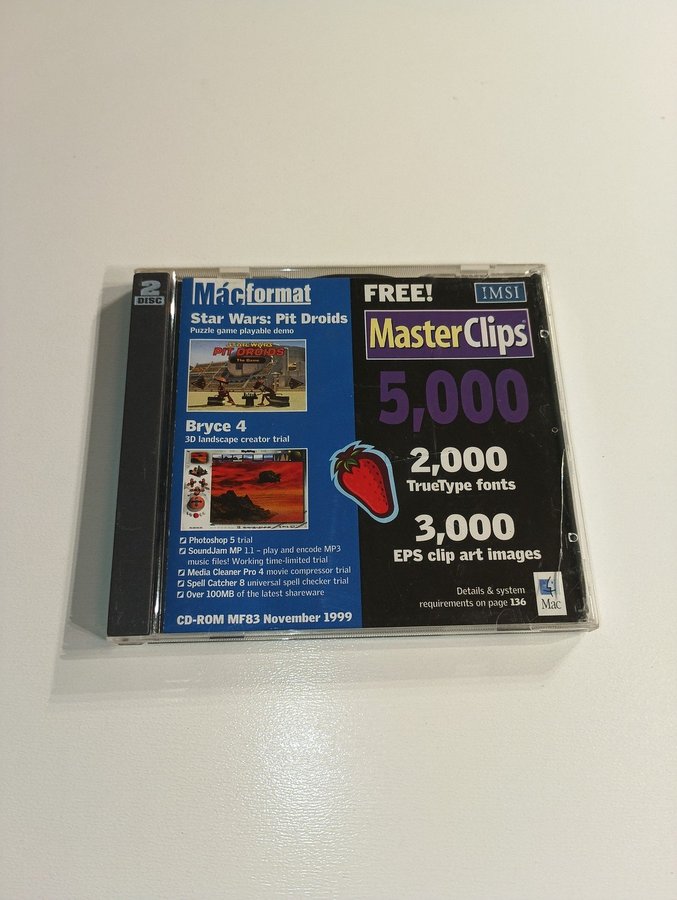 2
DISC
Macformat
Star Wars: Pit Droids
Puzzle game playable demo
STAR WARS
PIT DROIDS
The Game
Bryce 4
3D landscape creator trial
Photoshop 5 trial
SoundJam MP 1.1 – play and encode MP3
music files! Working time-limited trial
Media Cleaner Pro 4 movie compressor trial
Spell Catcher 8 universal spell checker trial
Over 100MB of the latest shareware
CD-ROM MF83 November 1999
FREE!
IMSI
MasterClips®
5,000
2,000
TrueType fonts
3,000
EPS clip art images
Details & system
requirements on page 136
Mac